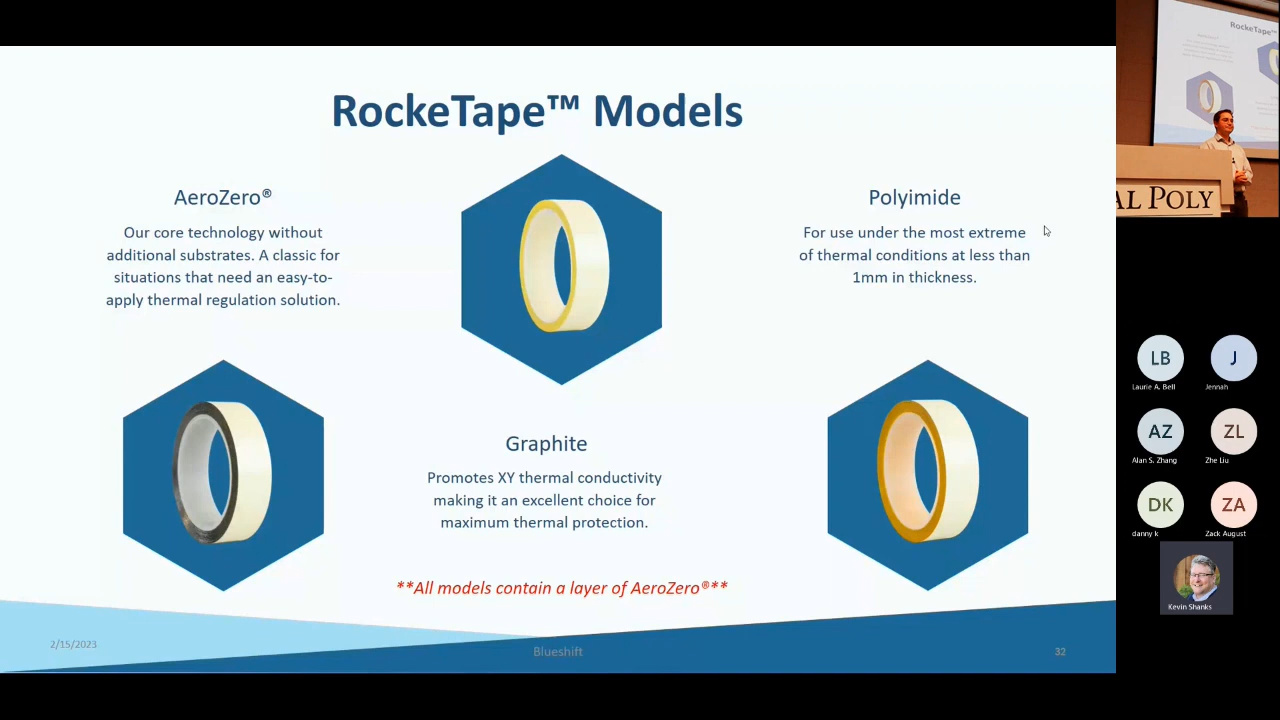 RockeTape™ Models
AeroZero®
Our core technology without
additional substrates. A classic for
situations that need an easy-to-
apply thermal regulation solution.
Polyimide
For use under the most extreme
of thermal conditions at less than
1mm in thickness.
Graphite
Promotes XY thermal conductivity
making it an excellent choice for
maximum thermal protection.
**All models contain a layer of AeroZero®**
2/15/2023
Blueshift
32
RockeTape™
AL POLY
LB
Laurie A. Bell
J
Jennah
AZ
Alan S. Zhang
ZL
Zhe Liu
DK
danny k
ZA
Zack August
Kevin Shanks